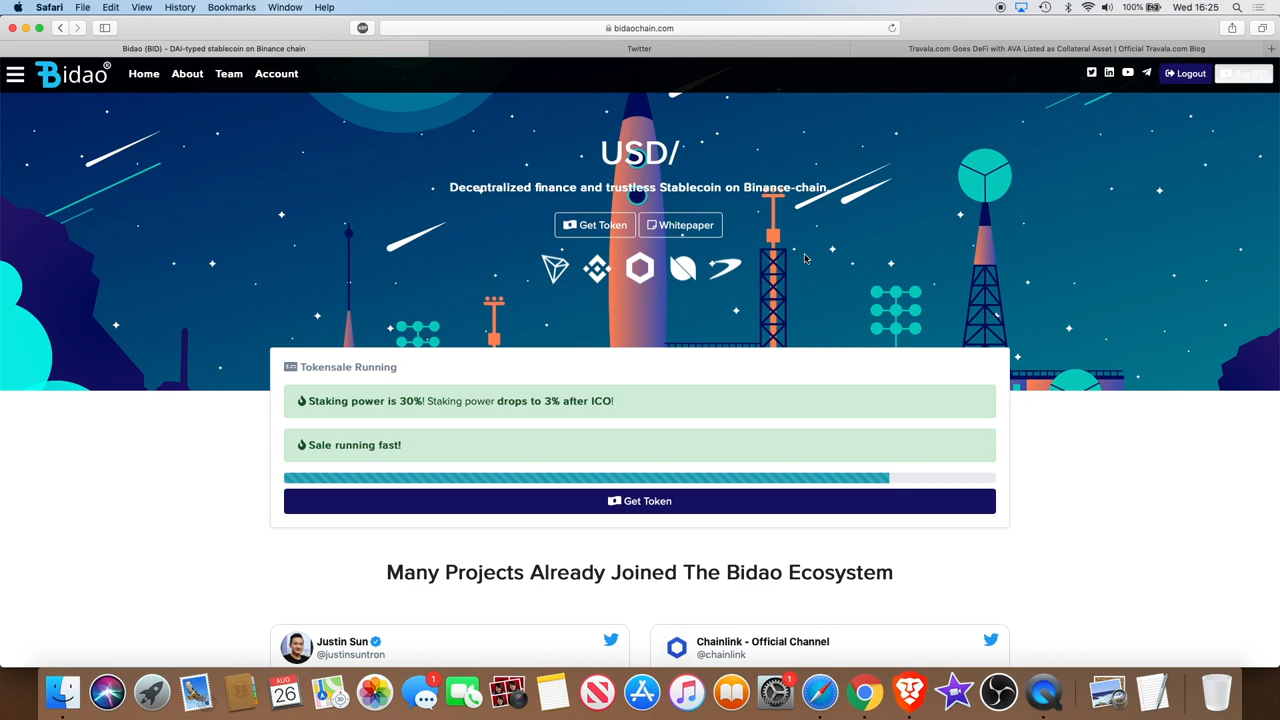 Safari File Edit View History Bookmarks Window Help 100% Wed 16:25
bidaochain.com
Bidao (BID) - DAI-typed stablecoin on Binance chain Twitter Travala.com Goes DeFi with AVA Listed as Collateral Asset | Official Travala.com Blog
Bidao® Home About Team Account Logout
USD/
Decentralized finance and trustless Stablecoin on Binance-chain.
Get Token Whitepaper
Tokensale Running
Staking power is 30%! Staking power drops to 3% after ICO!
Sale running fast!
Get Token
Many Projects Already Joined The Bidao Ecosystem
Justin Sun
@justinsuntron
Chainlink - Official Channel
@chainlink
AUG
26
1
1